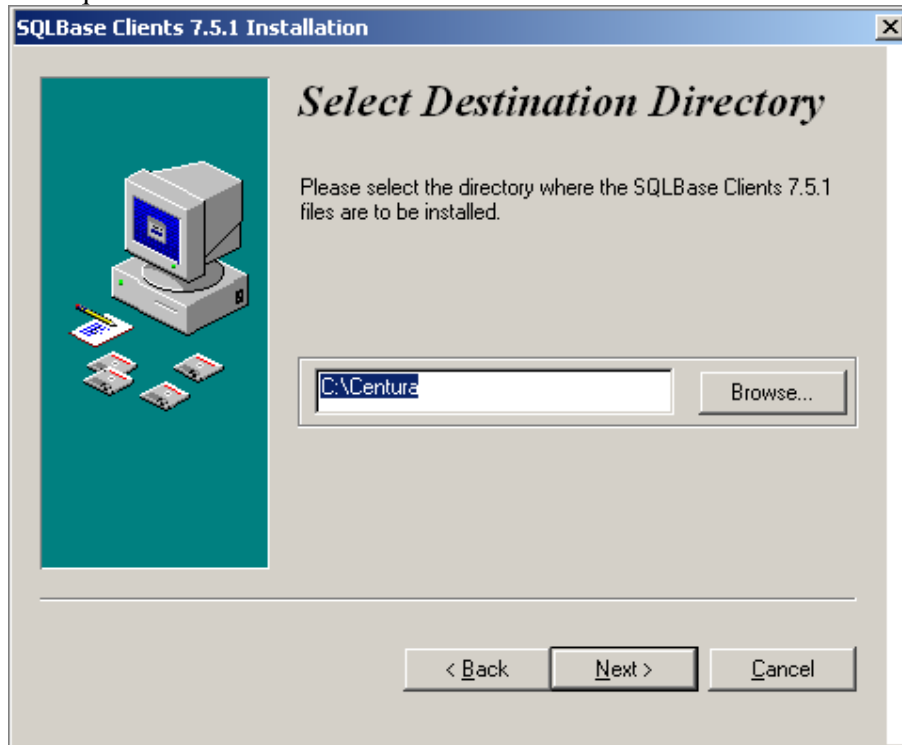 SQLBase Clients 7.5.1 Installation
Select Destination Directory
Please select the directory where the SQLBase Clients 7.5.1
files are to be installed.
C:\Centura
Browse...
< Back
Next >
Cancel